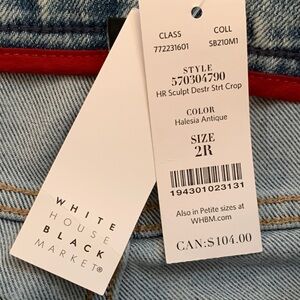 CLASS COLL
772231601 SB210M1
STYLE
570304790
HR Sculpt Destr Strt Crop
COLOR
Halesia Antique
SIZE
2R
194301023131
Also in Petite sizes at
WHBM.com
CAN:$104.00
WHITE
HOUSE
BLACK
MARKET®